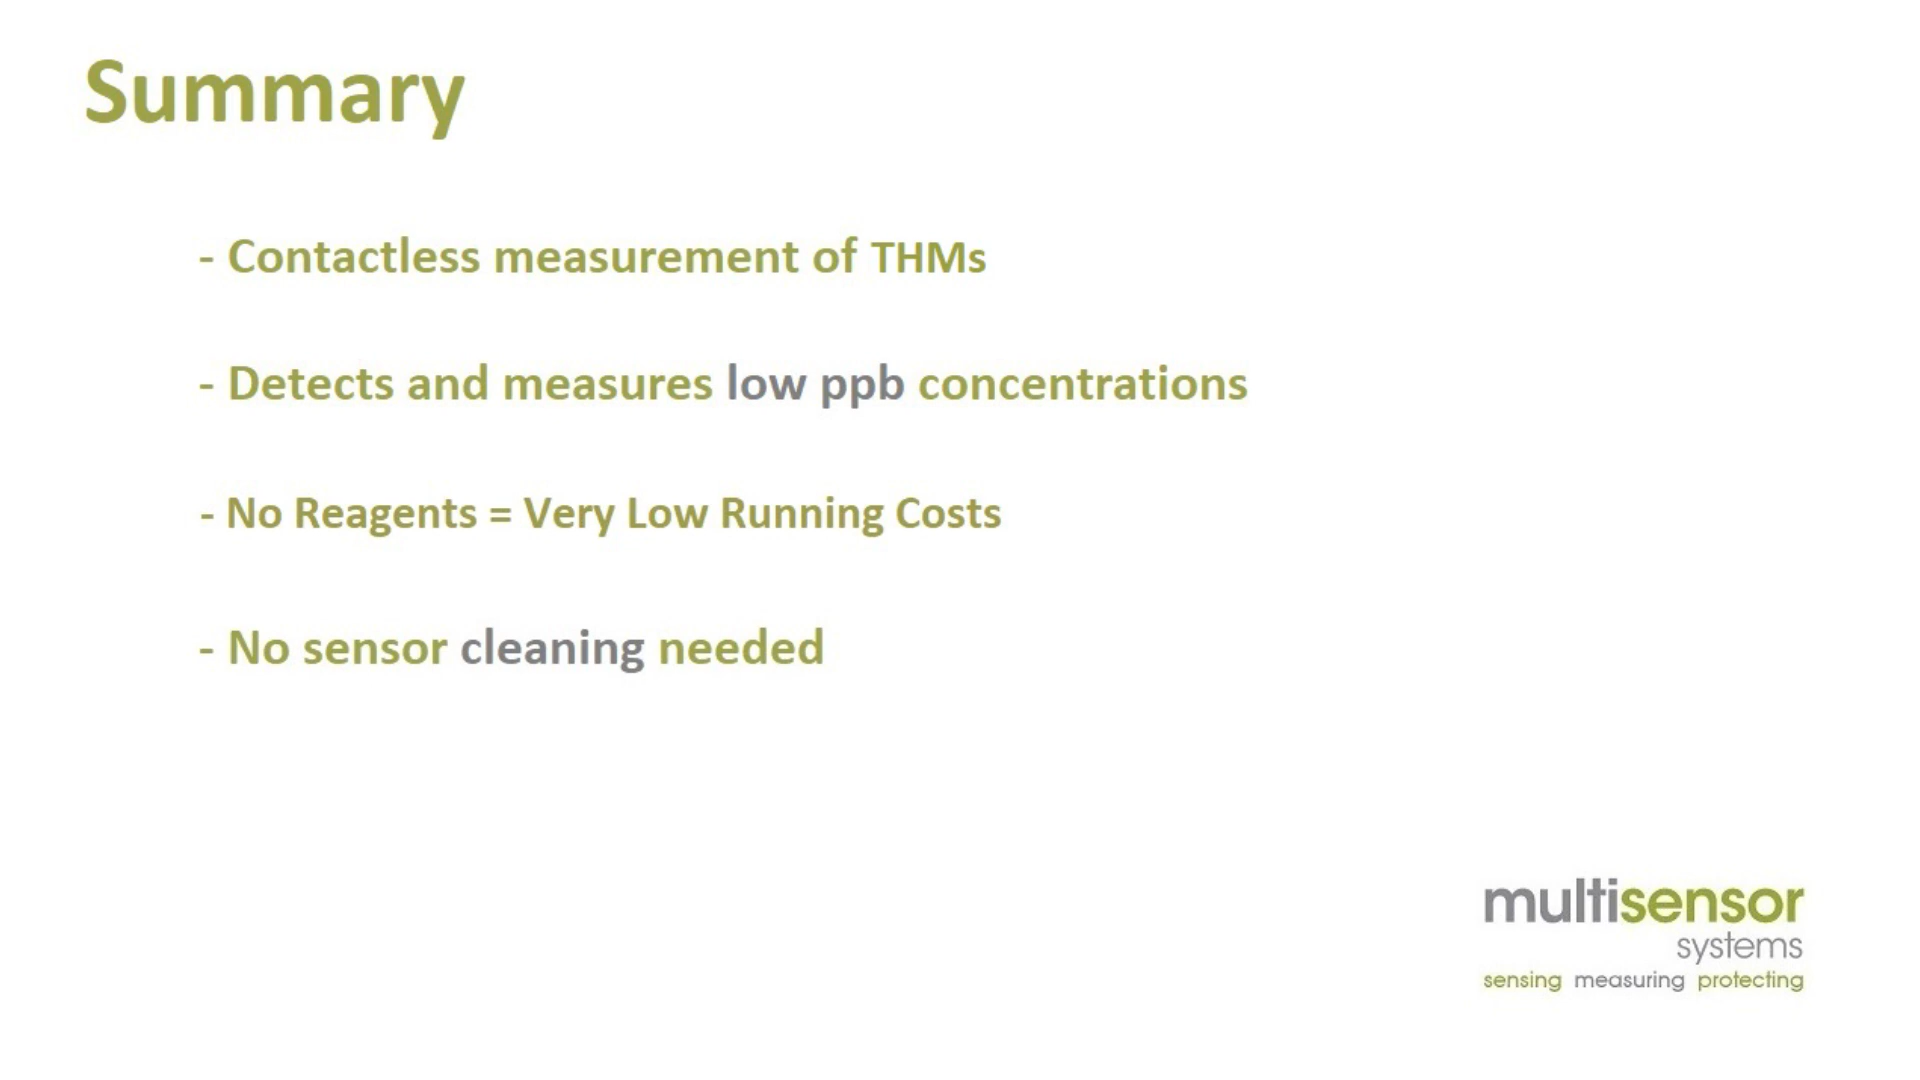 Summary
- Contactless measurement of THMs
- Detects and measures low ppb concentrations
- No Reagents = Very Low Running Costs
- No sensor cleaning needed
multisensor
systems
sensing measuring protecting